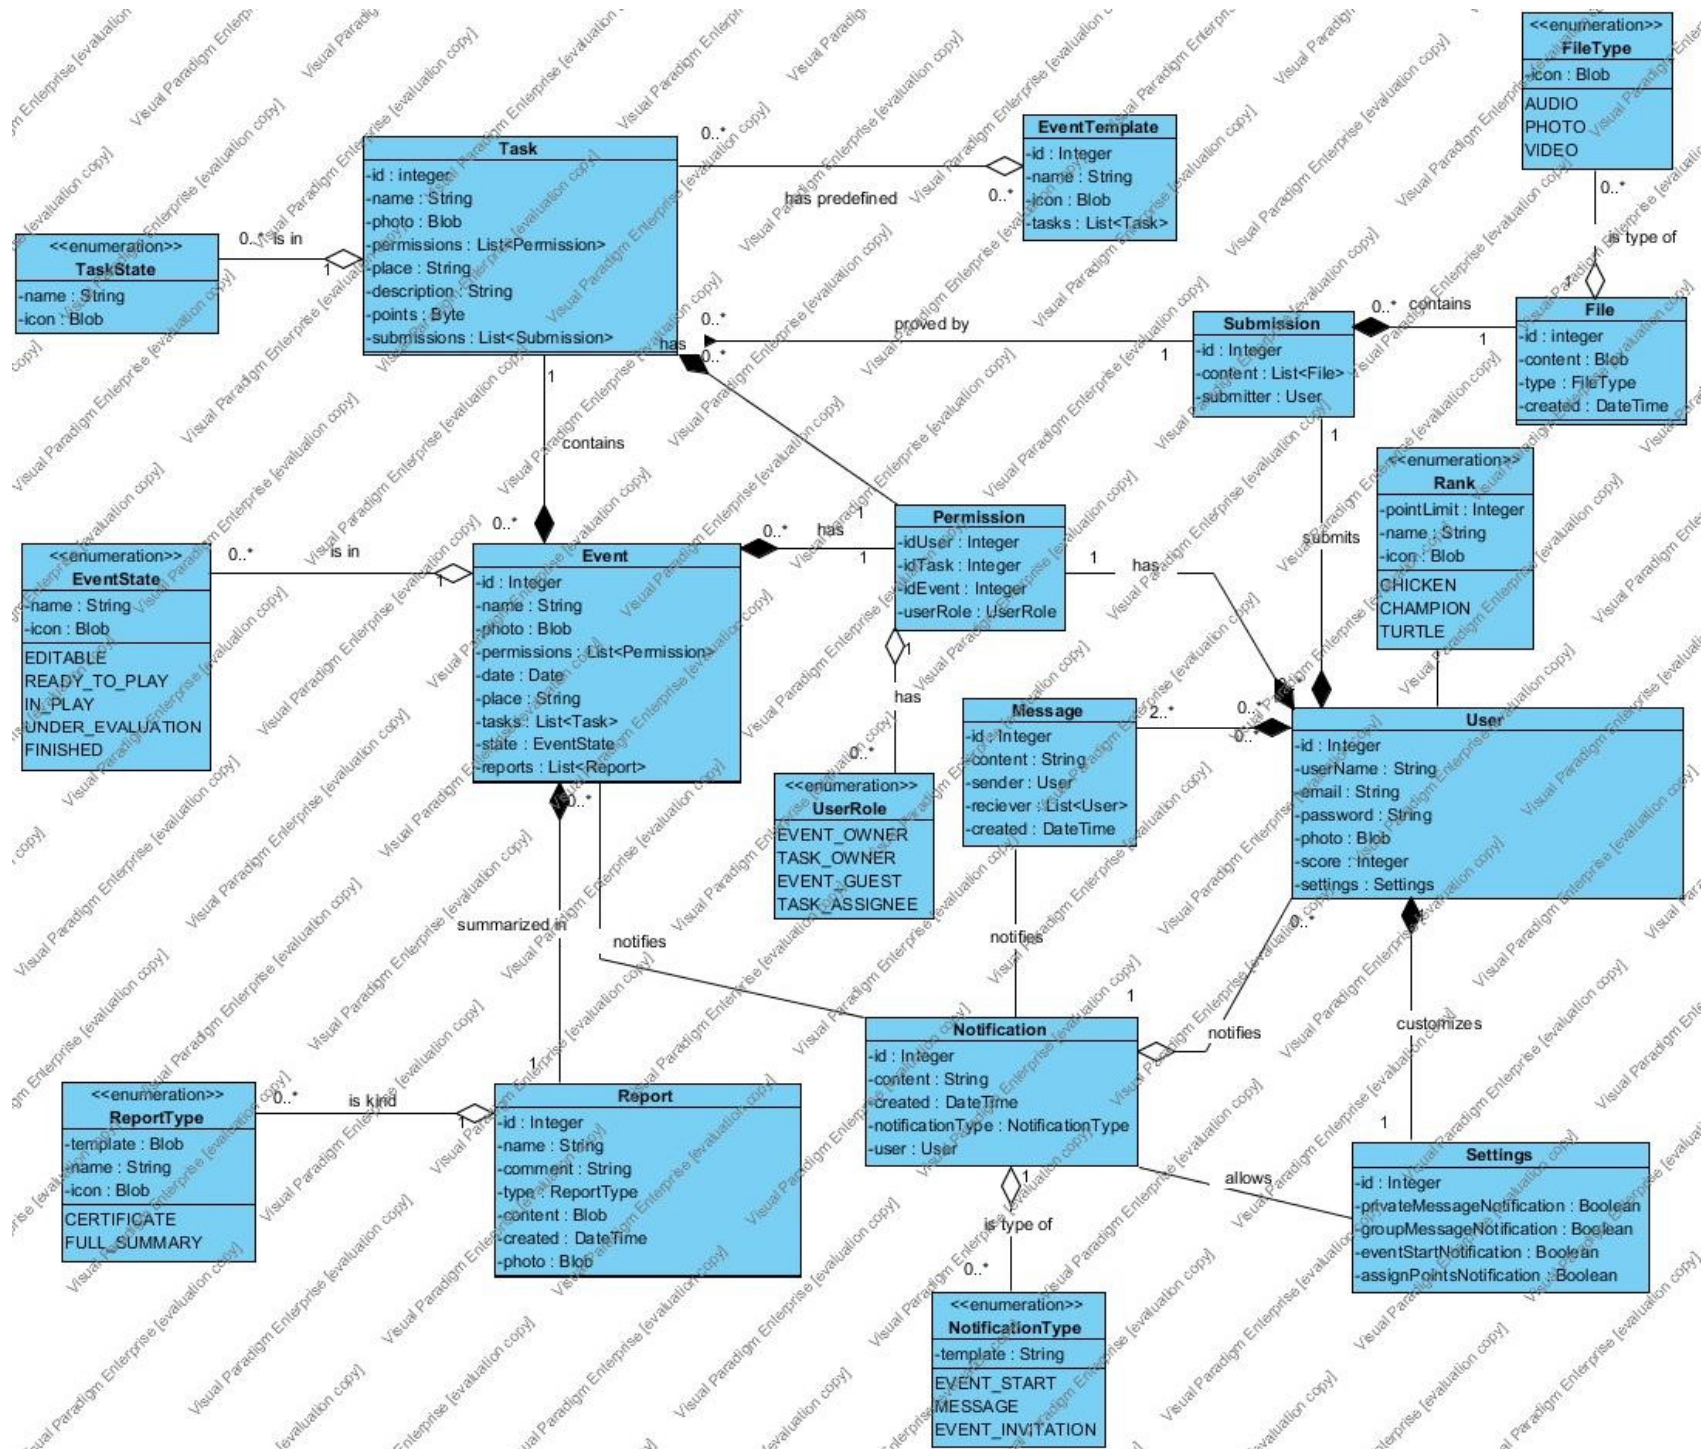 <<enumeration>>
FileType
-icon : Blob
AUDIO
PHOTO
VIDEO
0..*
is type of
Task
-id : integer
-name : String
-photo : Blob
-permissions : List<Permission>
-place : String
-description : String
-points : Byte
-submissions : List<Submission>
0..*
has predefined
0..*
EventTemplate
-id : Integer
-name : String
-icon : Blob
-tasks : List<Task>
<<enumeration>>
TaskState
-name : String
-icon : Blob
0..*
is in
1
0..*
proved by
1
has
0..*
Submission
-id : Integer
-content : List<File>
-submitter : User
0..*
contains
1
File
-id : integer
-content : Blob
-type : FileType
-created : DateTime
1
contains
0..*
1
submits
<<enumeration>>
Rank
-pointLimit : Integer
-name : String
-icon : Blob
CHICKEN
CHAMPION
TURTLE
<<enumeration>>
EventState
-name : String
-icon : Blob
EDITABLE
READY_TO_PLAY
IN_PLAY
UNDER_EVALUATION
FINISHED
0..*
is in
1
Event
-id : Integer
-name : String
-photo : Blob
-permissions : List<Permission>
-date : Date
-place : String
-tasks : List<Task>
-state : EventState
-reports : List<Report>
0..*
has
1
1
Permission
-idUser : Integer
-idTask : Integer
-idEvent : Integer
-userRole : UserRole
1
has
1
has
0..*
<<enumeration>>
UserRole
EVENT_OWNER
TASK_OWNER
EVENT_GUEST
TASK_ASSIGNEE
Message
-id : Integer
-content : String
-sender : User
-reciever : List<User>
-created : DateTime
2..*
0..*
0..*
User
-id : Integer
-userName : String
-email : String
-password : String
-photo : Blob
-score : Integer
-settings : Settings
0..*
summarized in
1
notifies
notifies
1
0..*
notifies
customizes
1
<<enumeration>>
ReportType
-template : Blob
-name : String
-icon : Blob
CERTIFICATE
FULL_SUMMARY
0..*
is kind
1
Report
-id : Integer
-name : String
-comment : String
-type : ReportType
-content : Blob
-created : DateTime
-photo : Blob
Notification
-id : Integer
-content : String
-created : DateTime
-notificationType : NotificationType
-user : User
allows
Settings
-id : Integer
-privateMessageNotification : Boolean
-groupMessageNotification : Boolean
-eventStartNotification : Boolean
-assignPointsNotification : Boolean
1
is type of
0..*
<<enumeration>>
NotificationType
-template : String
EVENT_START
MESSAGE
EVENT_INVITATION
Visual Paradigm Enterprise [evaluation copy]